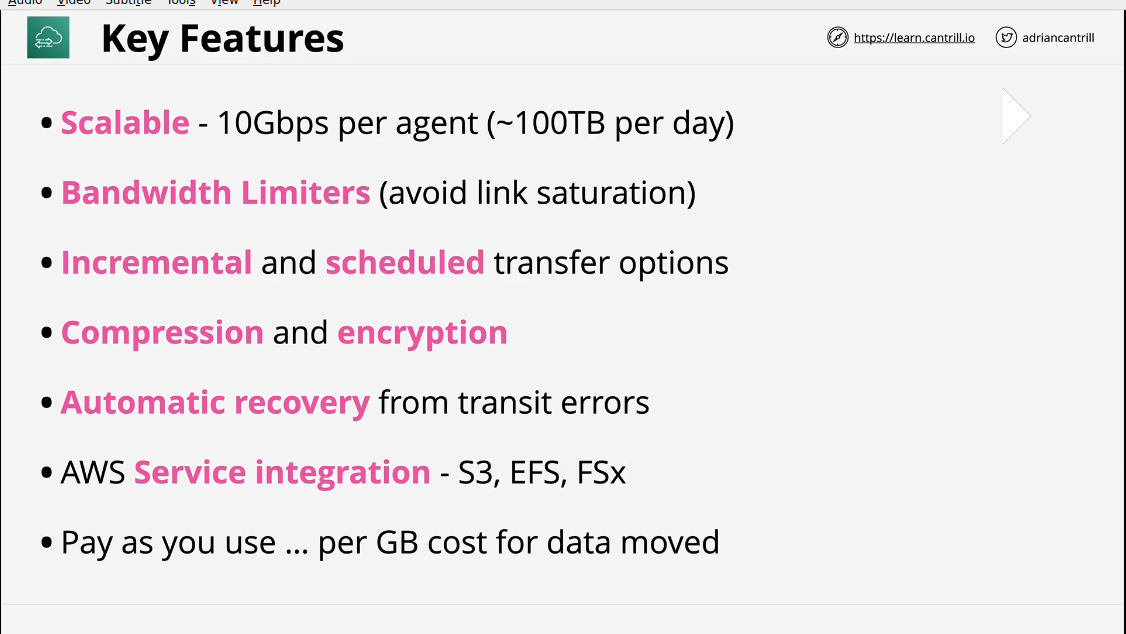 Audio Video Subtitle Tools View Help
Key Features
https://learn.cantrill.io
adriancantrill
• Scalable - 10Gbps per agent (~100TB per day)
• Bandwidth Limiters (avoid link saturation)
• Incremental and scheduled transfer options
• Compression and encryption
• Automatic recovery from transit errors
• AWS Service integration - S3, EFS, FSx
• Pay as you use ... per GB cost for data moved